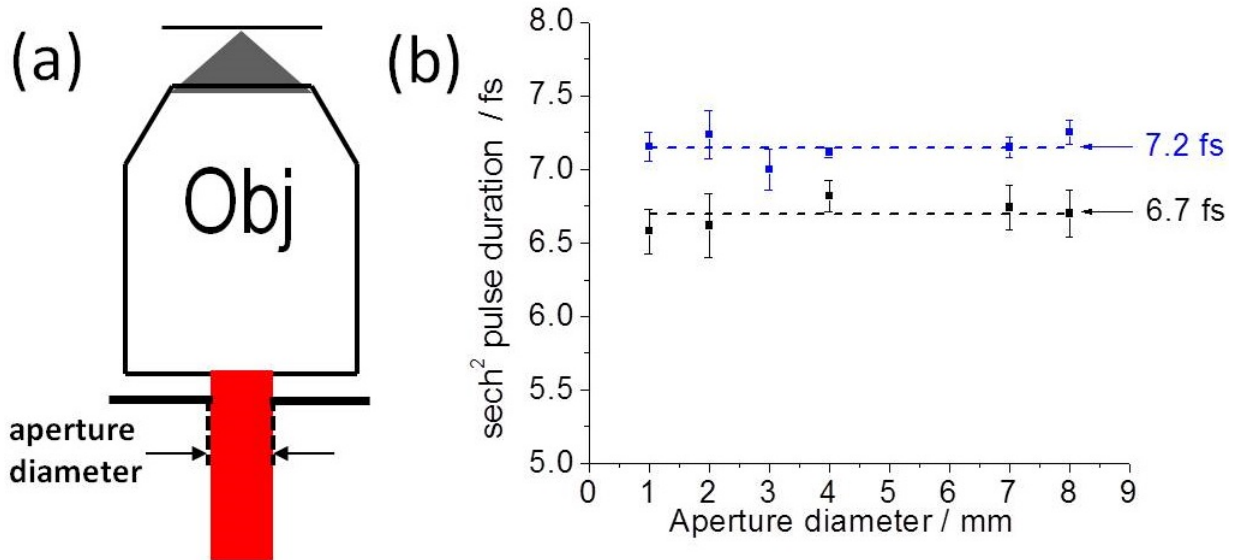 (a)
Obj
aperture
diameter
(b)
sech² pulse duration / fs
8.0
7.5
7.0
6.5
6.0
5.5
5.0
0 1 2 3 4 5 6 7 8 9
Aperture diameter / mm
7.2 fs
6.7 fs